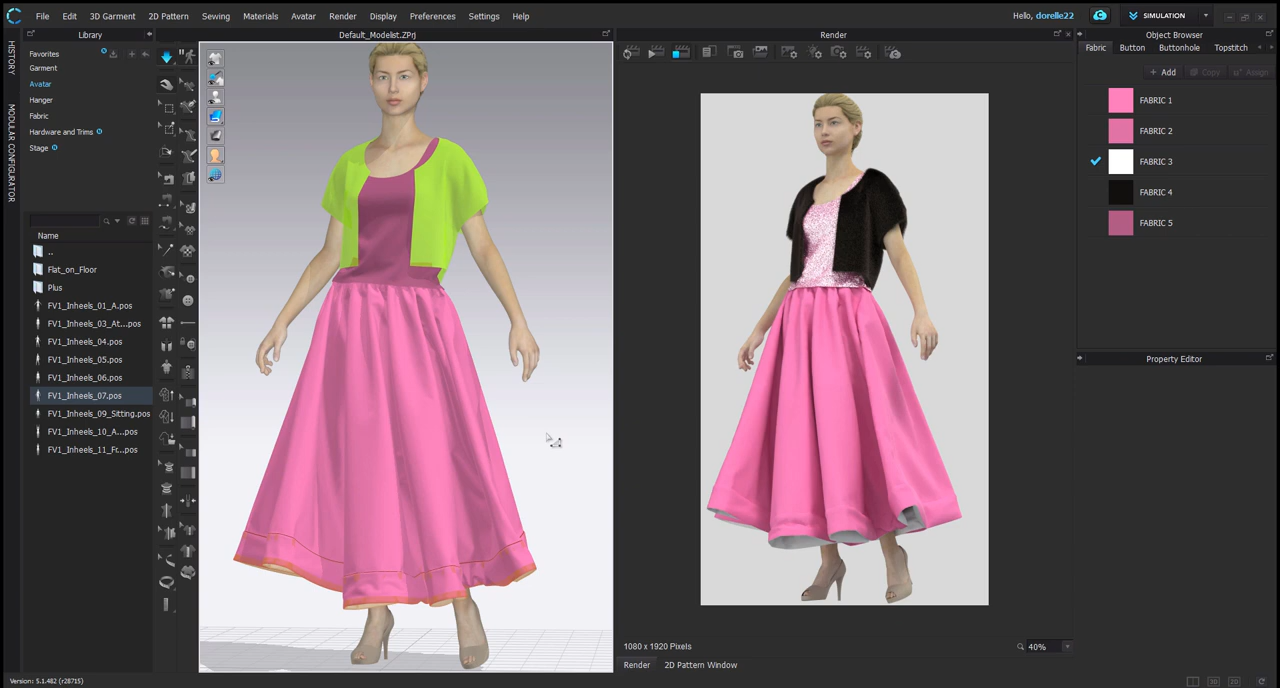 File Edit 3D Garment 2D Pattern Sewing Materials Avatar Render Display Preferences Settings Help
Hello, dorelle22
SIMULATION
Library
Default_Modelist.ZPrj
Render
Object Browser
HISTORY
MODULAR CONFIGURATOR
Favorites
Garment
Avatar
Hanger
Fabric
Hardware and Trims
Stage
Name
..
Flat_on_Floor
Plus
FV1_Inheels_01_A.pos
FV1_Inheels_03_At...pos
FV1_Inheels_04.pos
FV1_Inheels_05.pos
FV1_Inheels_06.pos
FV1_Inheels_07.pos
FV1_Inheels_09_Sitting.pos
FV1_Inheels_10_A...pos
FV1_Inheels_11_Fr...pos
Fabric Button Buttonhole Topstitch
+ Add Copy Assign
FABRIC 1
FABRIC 2
FABRIC 3
FABRIC 4
FABRIC 5
Property Editor
1080 x 1920 Pixels
40%
Render 2D Pattern Window
Version: 5.1.482 (r28715)
3D 2D